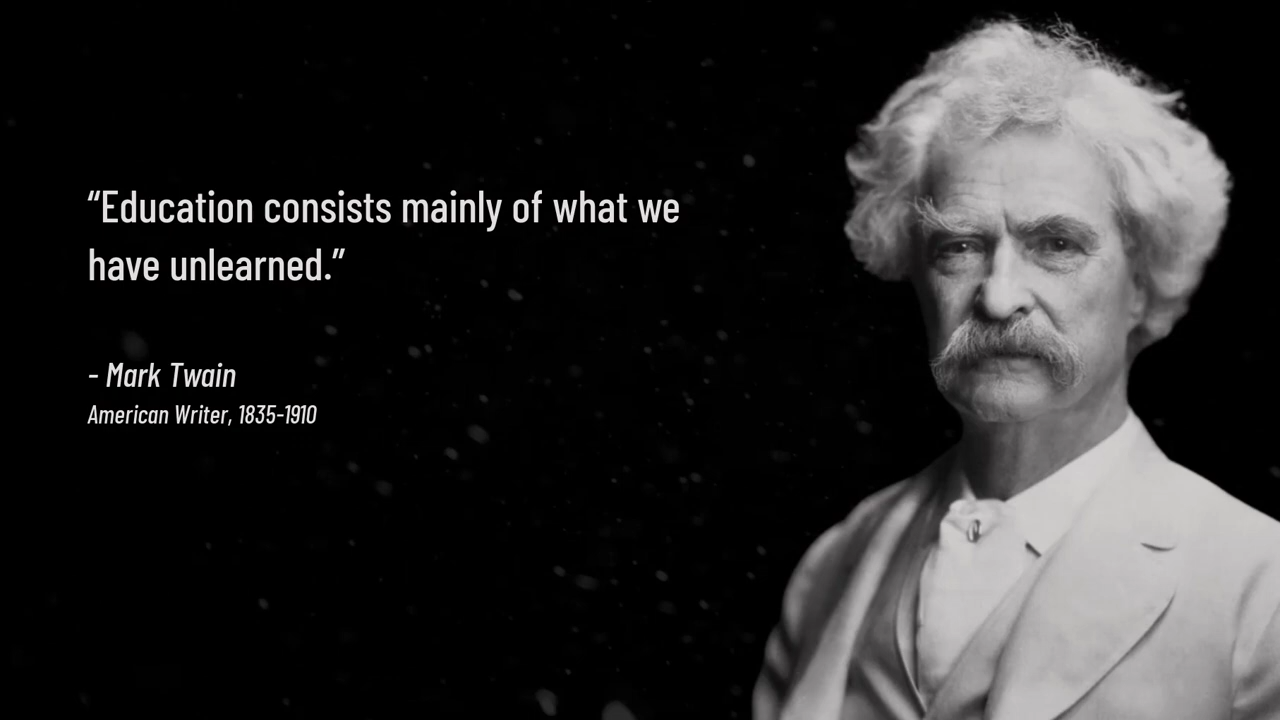 “Education consists mainly of what we
have unlearned.”
- Mark Twain
American Writer, 1835-1910